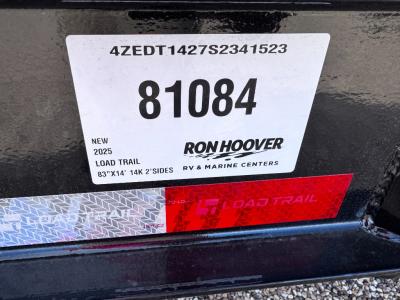 4ZEDT1427S2341523
81084
NEW
2025
LOAD TRAIL
83"X14' 14K 2'SIDES
RON HOOVER
RV & MARINE CENTERS
LOAD TRAIL
LOAD TRAIL